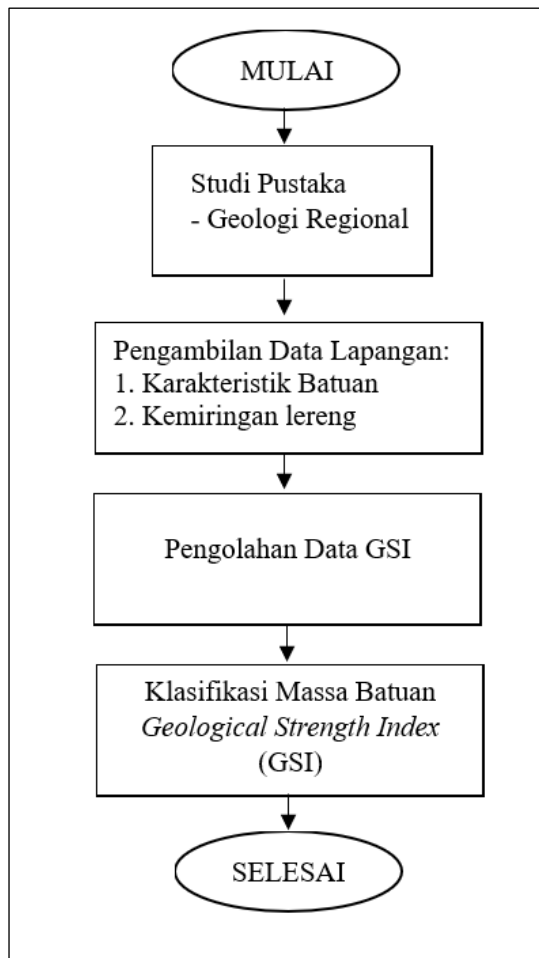 MULAI
Studi Pustaka
- Geologi Regional
Pengambilan Data Lapangan:
1. Karakteristik Batuan
2. Kemiringan lereng
Pengolahan Data GSI
Klasifikasi Massa Batuan
Geological Strength Index
(GSI)
SELESAI